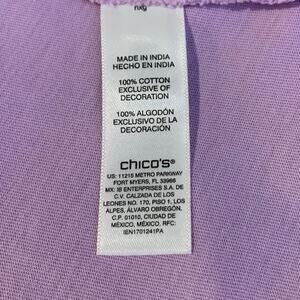 nxg
MADE IN INDIA
HECHO EN INDIA
100% COTTON
EXCLUSIVE OF
DECORATION
100% ALGODÓN
EXCLUSIVO DE LA
DECORACIÓN
chico's®
US: 11215 METRO PARKWAY
FORT MYERS, FL 33966
MX: IB ENTERPRISES S.A. DE
C.V. CALZADA DE LOS
LEONES NO. 170, PISO 1, LOS
ALPES, ÁLVARO OBREGÓN,
C.P. 01010, CIUDAD DE
MÉXICO, MÉXICO RFC:
IEN1701241PA